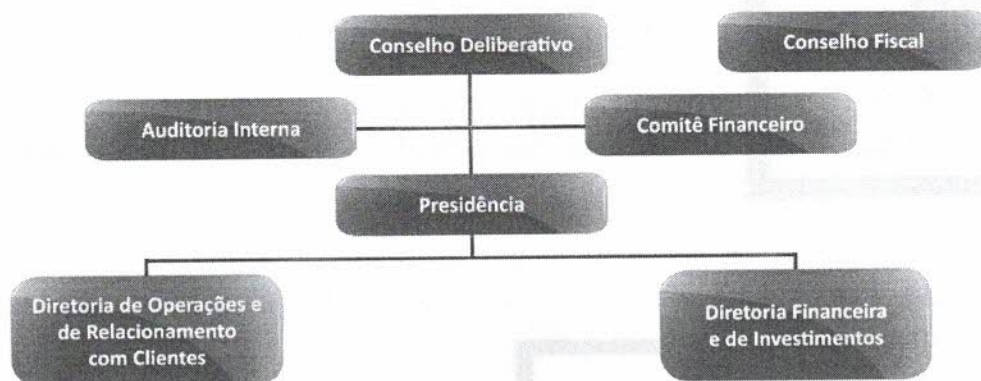 Conselho Deliberativo
Conselho Fiscal
Auditoria Interna
Comitê Financeiro
Presidência
Diretoria de Operações e
de Relacionamento
com Clientes
Diretoria Financeira
e de Investimentos